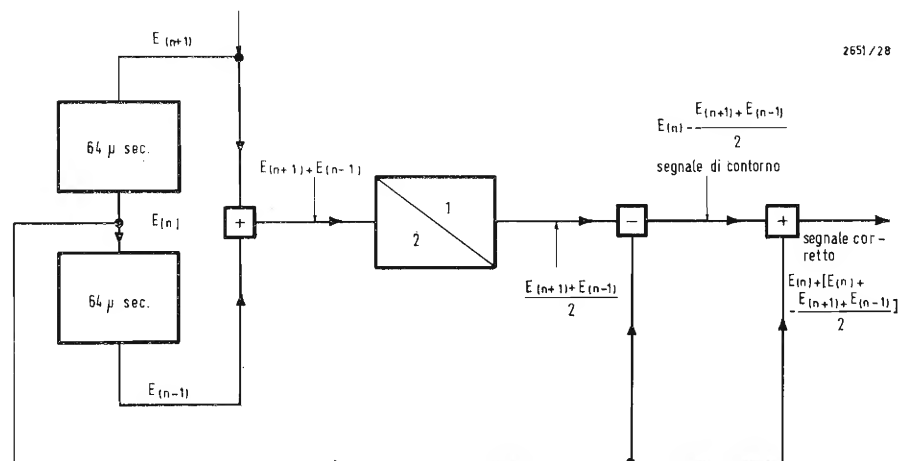 E(n+1)
2651/28
64 μ sec.
E[n]
64 μ sec.
E(n-1)
+
E(n+1) + E(n-1)
1
2
E(n+1) + E(n-1)
2
−
E(n) - E(n+1) + E(n-1)
2
segnale di contorno
+
segnale cor-
retto
E(n) + [E(n) +
- E(n+1) + E(n-1) ]
2